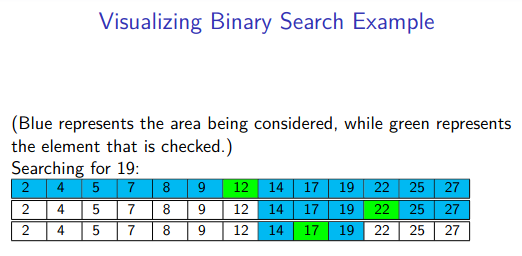 Visualizing Binary Search Example
(Blue represents the area being considered, while green represents
the element that is checked.)
Searching for 19:
2 4 5 7 8 9 12 14 17 19 22 25 27
2 4 5 7 8 9 12 14 17 19 22 25 27
2 4 5 7 8 9 12 14 17 19 22 25 27